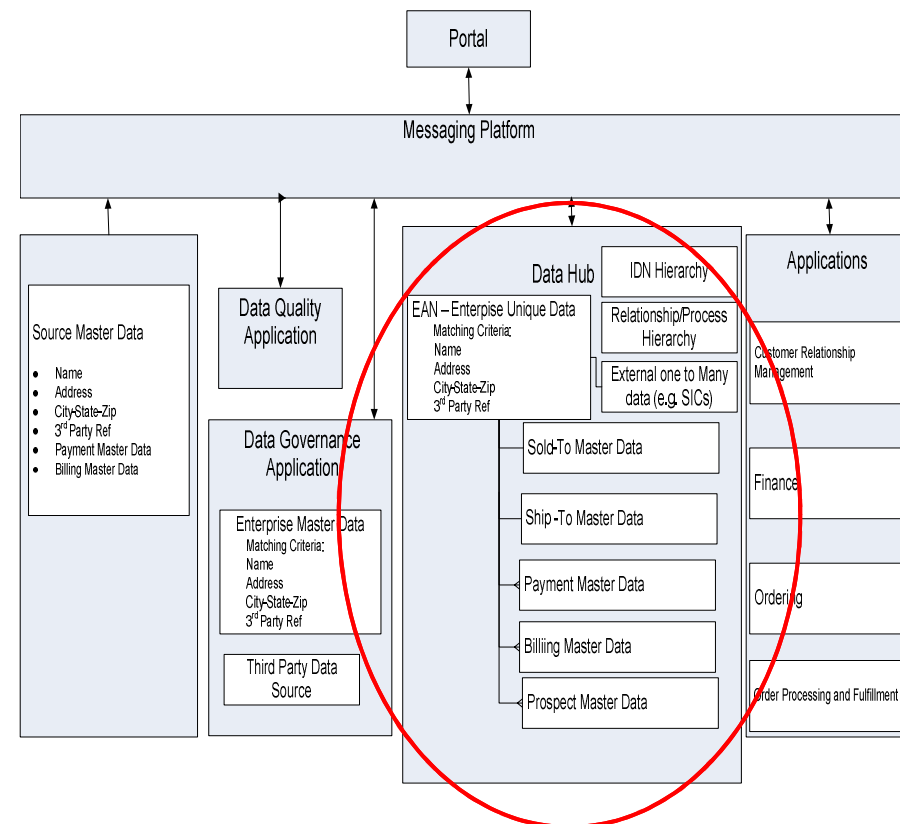 Portal
Messaging Platform
Source Master Data
• Name
• Address
• City-State-Zip
• 3rd Party Ref
• Payment Master Data
• Billing Master Data
Data Quality
Application
Data Governance
Application
Enterprise Master Data
Matching Criteria:
Name
Address
City-State-Zip
3rd Party Ref
Third Party Data
Source
Data Hub
IDN Hierarchy
EAN – Enterpise Unique Data
Matching Criteria:
Name
Address
City-State-Zip
3rd Party Ref
Relationship/Process
Hierarchy
External one to Many
data (e.g. SICs)
Sold-To Master Data
Ship -To Master Data
Payment Master Data
Billiing Master Data
Prospect Master Data
Applications
Customer Relationship
Management
Finance
Ordering
Order Processing and Fulfillment